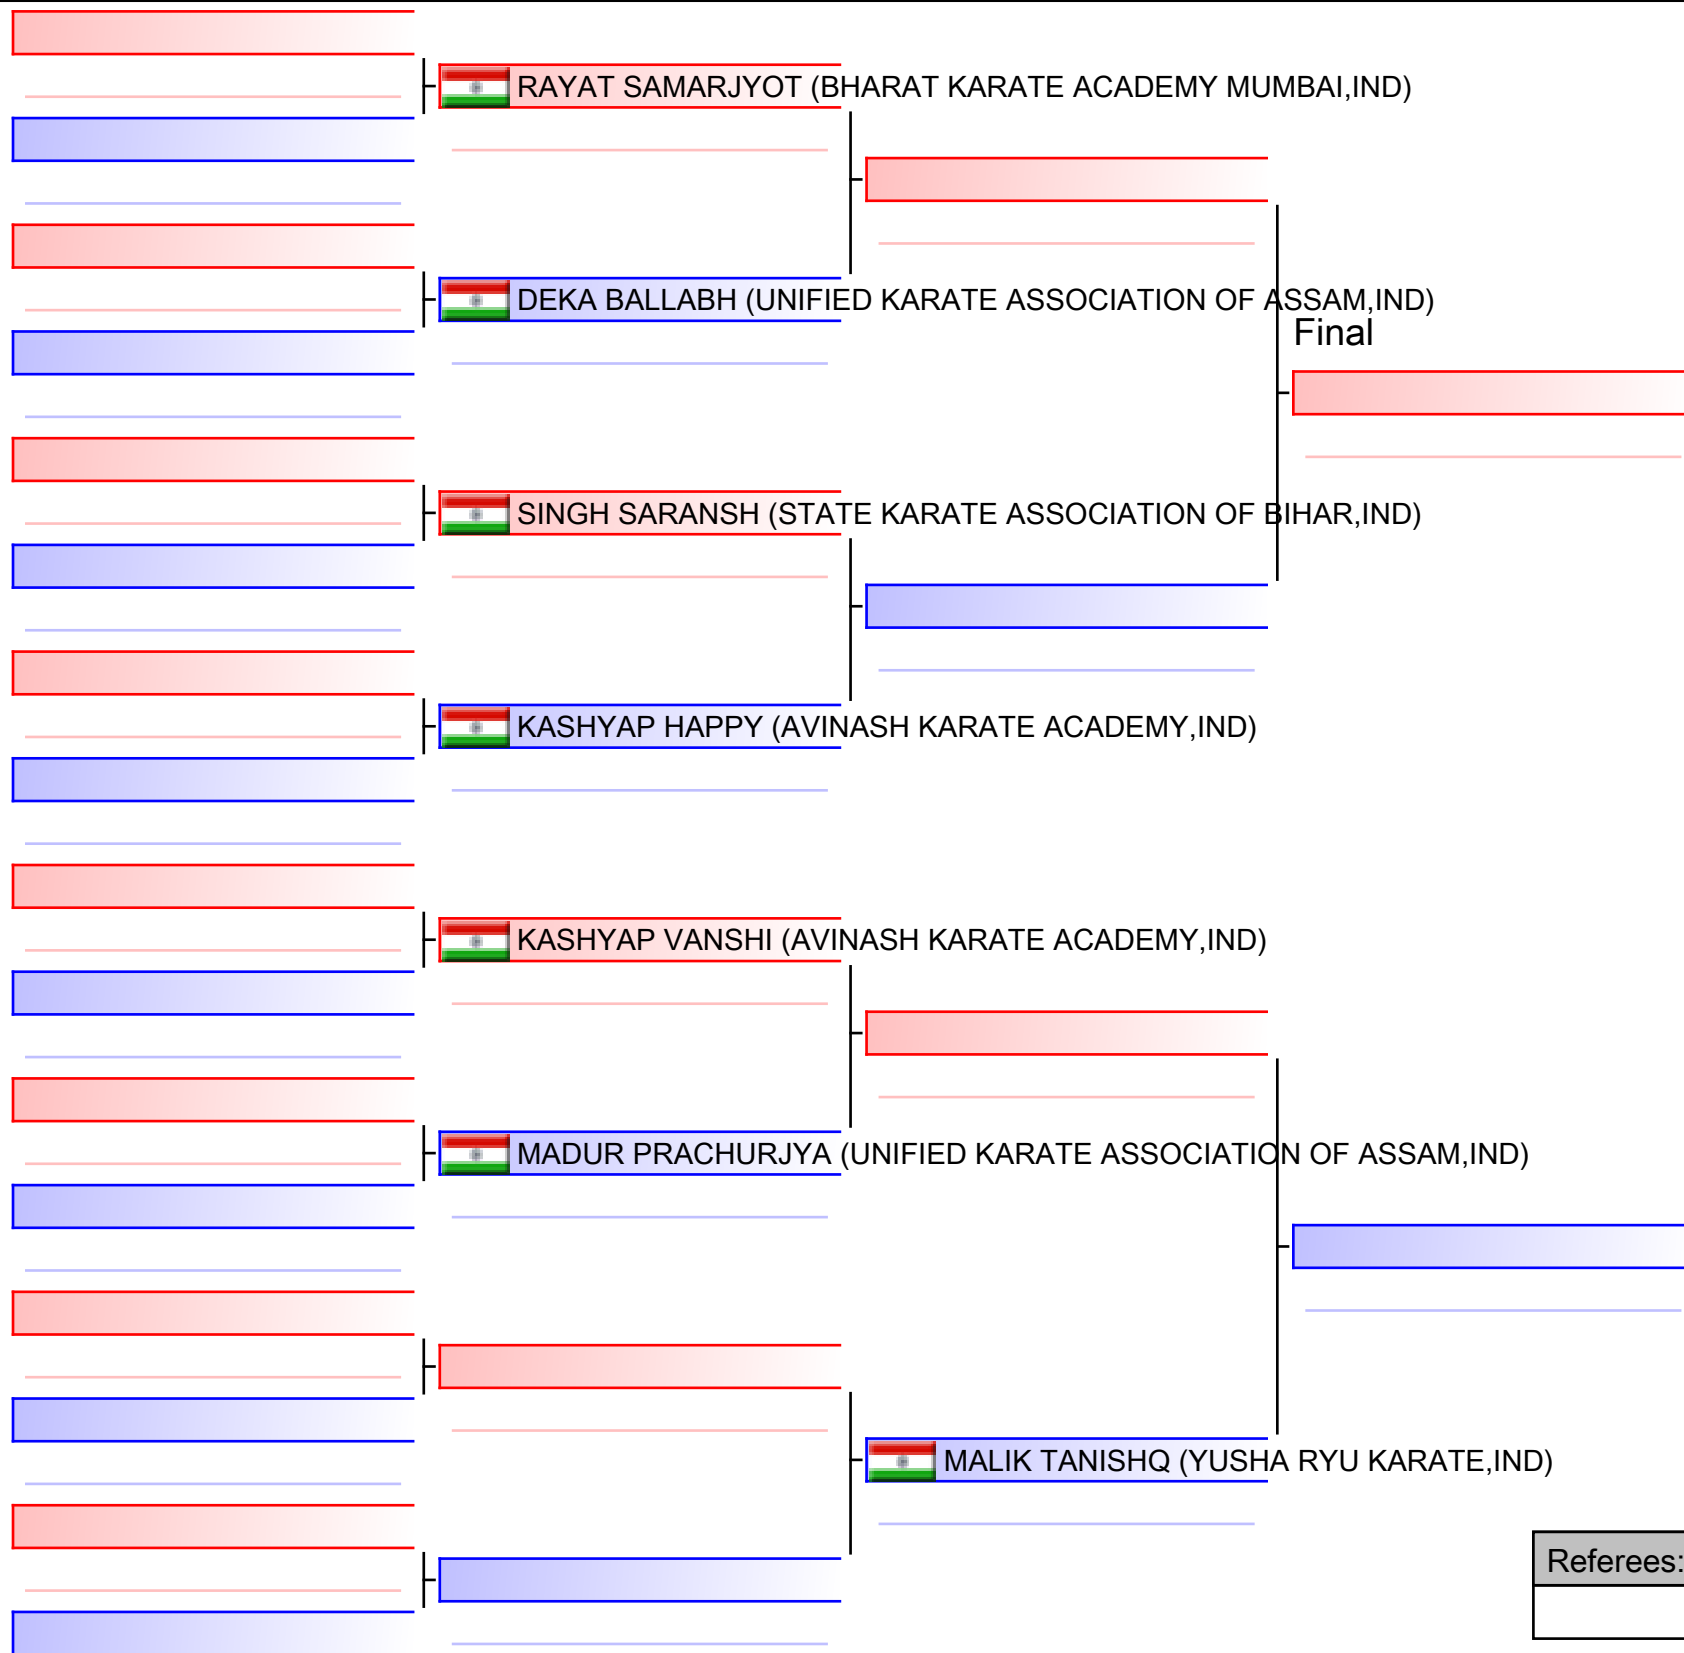 RAYAT SAMARJYOT (BHARAT KARATE ACADEMY MUMBAI,IND)
DEKA BALLABH (UNIFIED KARATE ASSOCIATION OF ASSAM,IND)
Final
SINGH SARANSH (STATE KARATE ASSOCIATION OF BIHAR,IND)
KASHYAP HAPPY (AVINASH KARATE ACADEMY,IND)
KASHYAP VANSHI (AVINASH KARATE ACADEMY,IND)
MADUR PRACHURJYA (UNIFIED KARATE ASSOCIATION OF ASSAM,IND)
MALIK TANISHQ (YUSHA RYU KARATE,IND)
Referees: